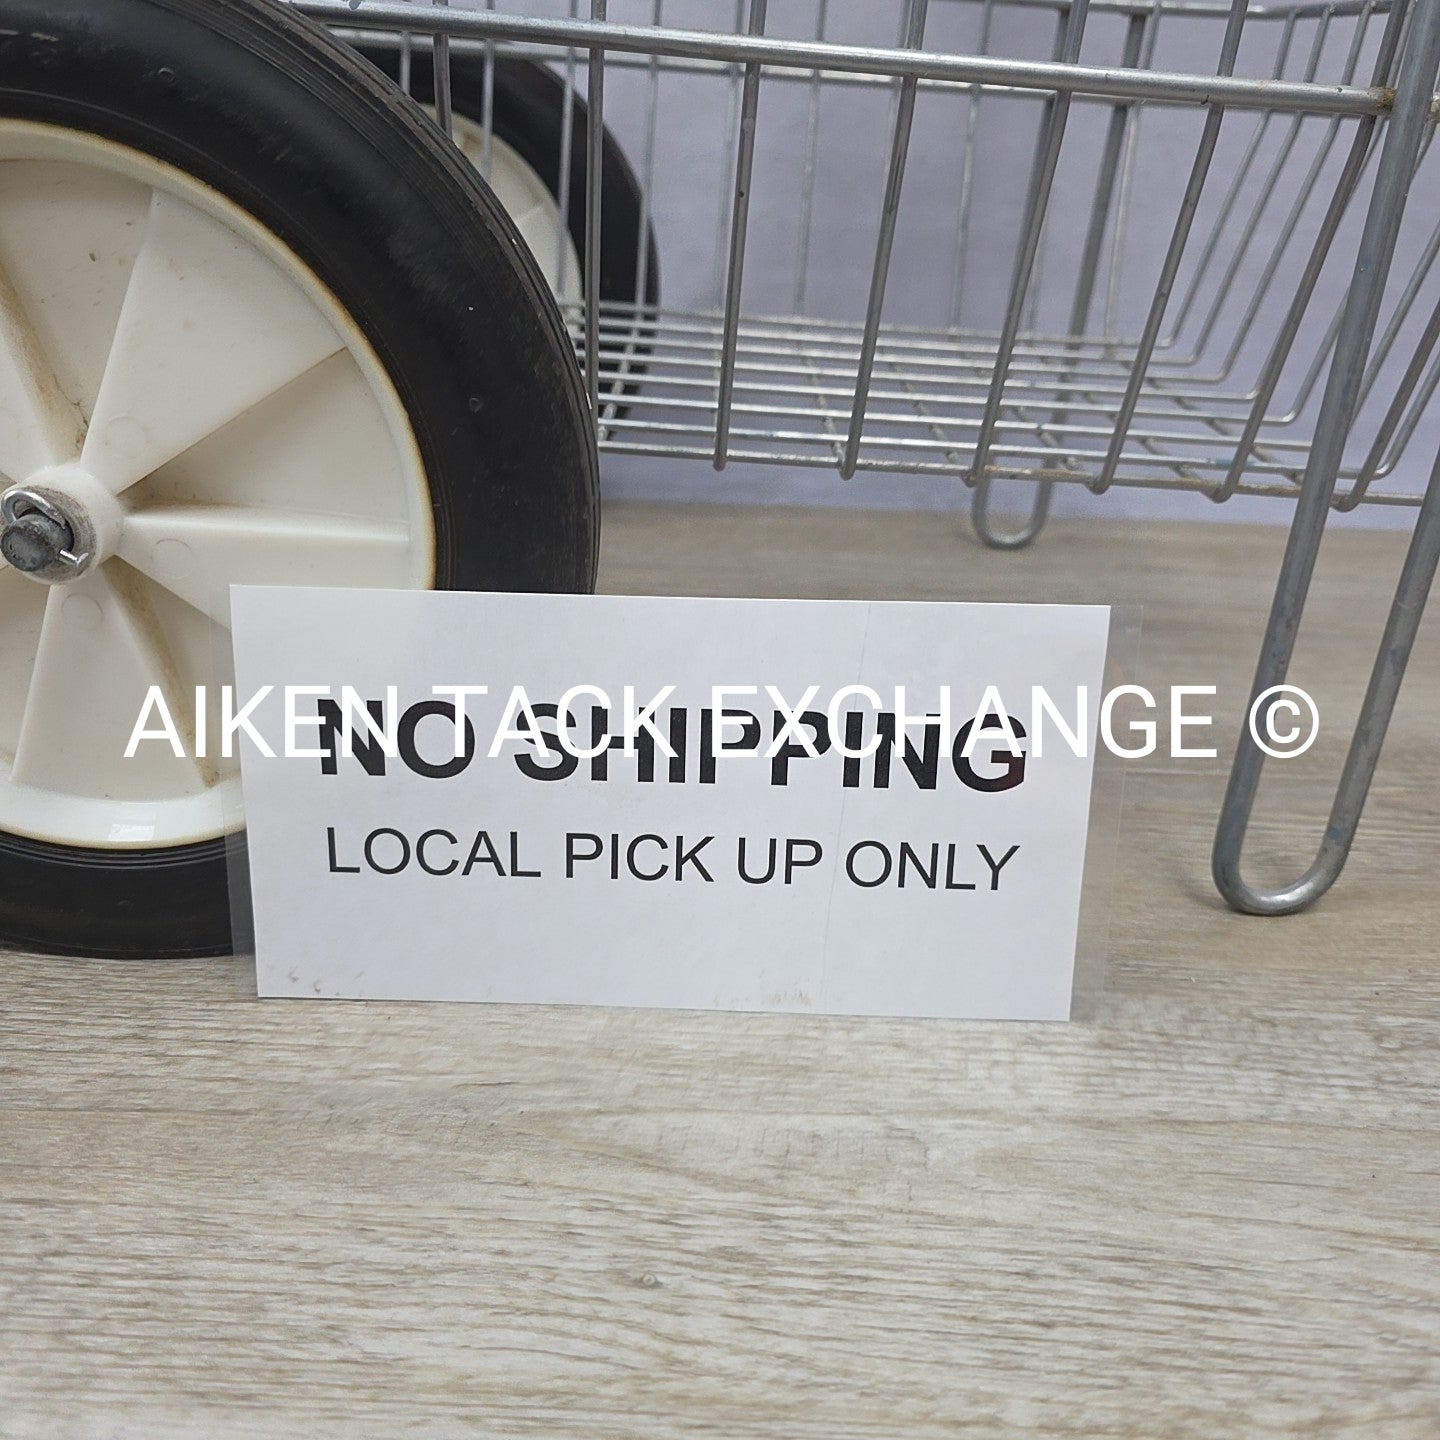 AIKEN TACK EXCHANGE ©
NO SHIPPING
LOCAL PICK UP ONLY